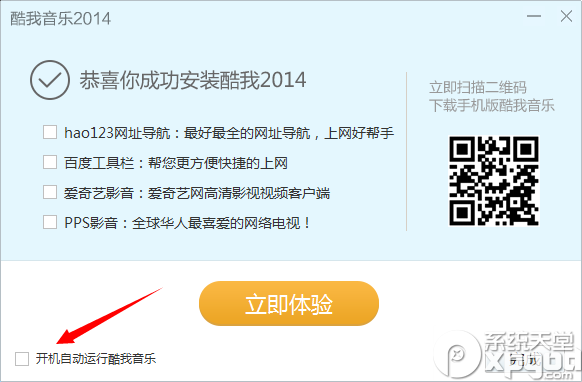 酷我音乐2014
恭喜你成功安装酷我2014
hao123网址导航：最好最全的网址导航，上网好帮手
百度工具栏：帮您更方便快捷的上网
爱奇艺影音：爱奇艺网高清影视视频客户端
PPS影音：全球华人最喜爱的网络电视！
立即扫描二维码
下载手机版酷我音乐
立即体验
开机自动运行酷我音乐
系统天堂